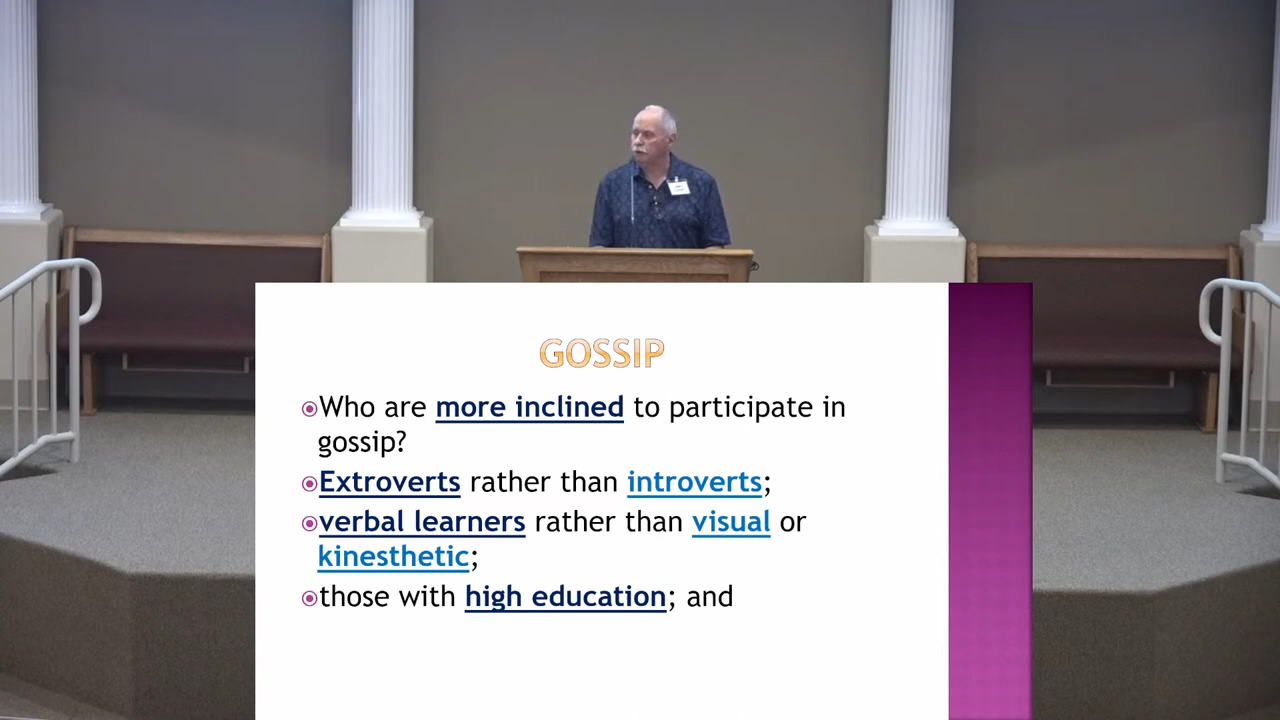 GOSSIP
Who are more inclined to participate in
gossip?
Extroverts rather than introverts;
verbal learners rather than visual or
kinesthetic;
those with high education; and